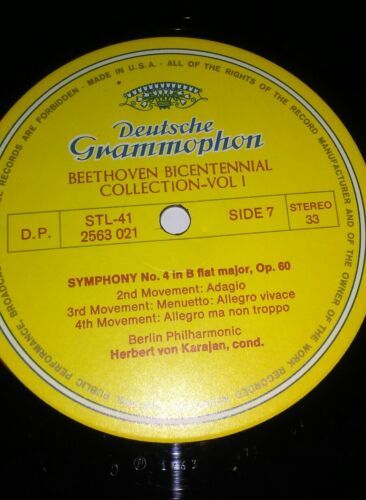 Deutsche
Grammophon
BEETHOVEN BICENTENNIAL
COLLECTION-VOL I
D.P.
STL-41
2563 021
SIDE 7
STEREO
33
SYMPHONY No. 4 in B flat major, Op. 60
2nd Movement: Adagio
3rd Movement: Menuetto: Allegro vivace
4th Movement: Allegro ma non troppo
Berlin Philharmonic
Herbert von Karajan, cond.
RECORDS ARE FORBIDDEN. - MADE IN U.S.A. - ALL OF THE RIGHTS OF THE RECORD MANUFACTURER AND OF THE OWNER OF THE WORK RECORDED ARE PUBLIC PERFORMANCE,